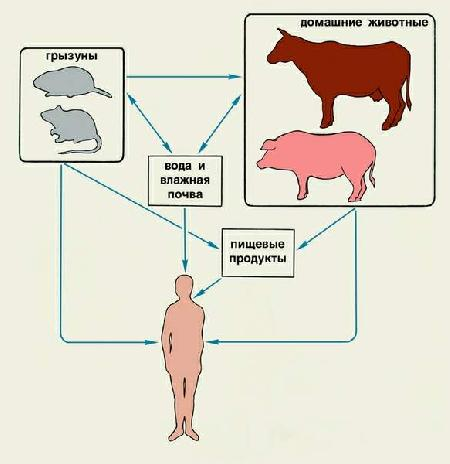 домашние животные
грызуны
вода и
влажная
почва
пищевые
продукты